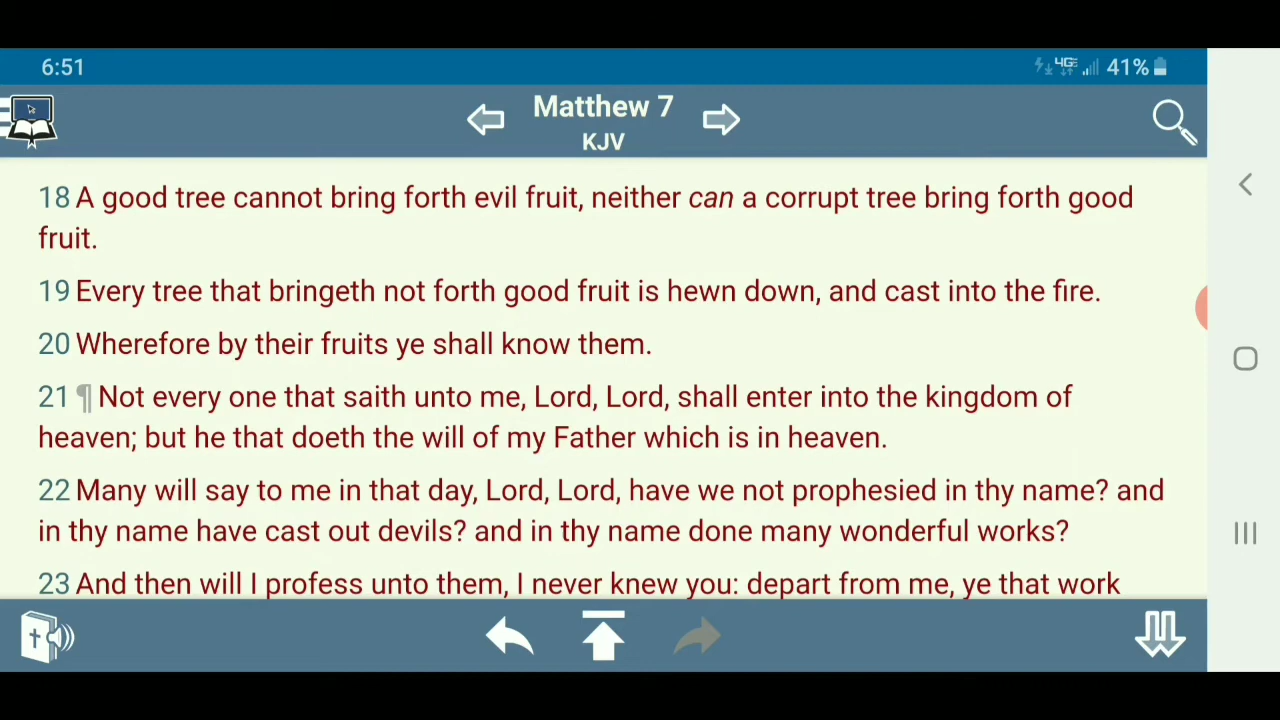 6:51
4G 41%
Matthew 7
KJV
18 A good tree cannot bring forth evil fruit, neither can a corrupt tree bring forth good
fruit.
19 Every tree that bringeth not forth good fruit is hewn down, and cast into the fire.
20 Wherefore by their fruits ye shall know them.
21 ¶ Not every one that saith unto me, Lord, Lord, shall enter into the kingdom of
heaven; but he that doeth the will of my Father which is in heaven.
22 Many will say to me in that day, Lord, Lord, have we not prophesied in thy name? and
in thy name have cast out devils? and in thy name done many wonderful works?
23 And then will I profess unto them, I never knew you: depart from me, ye that work